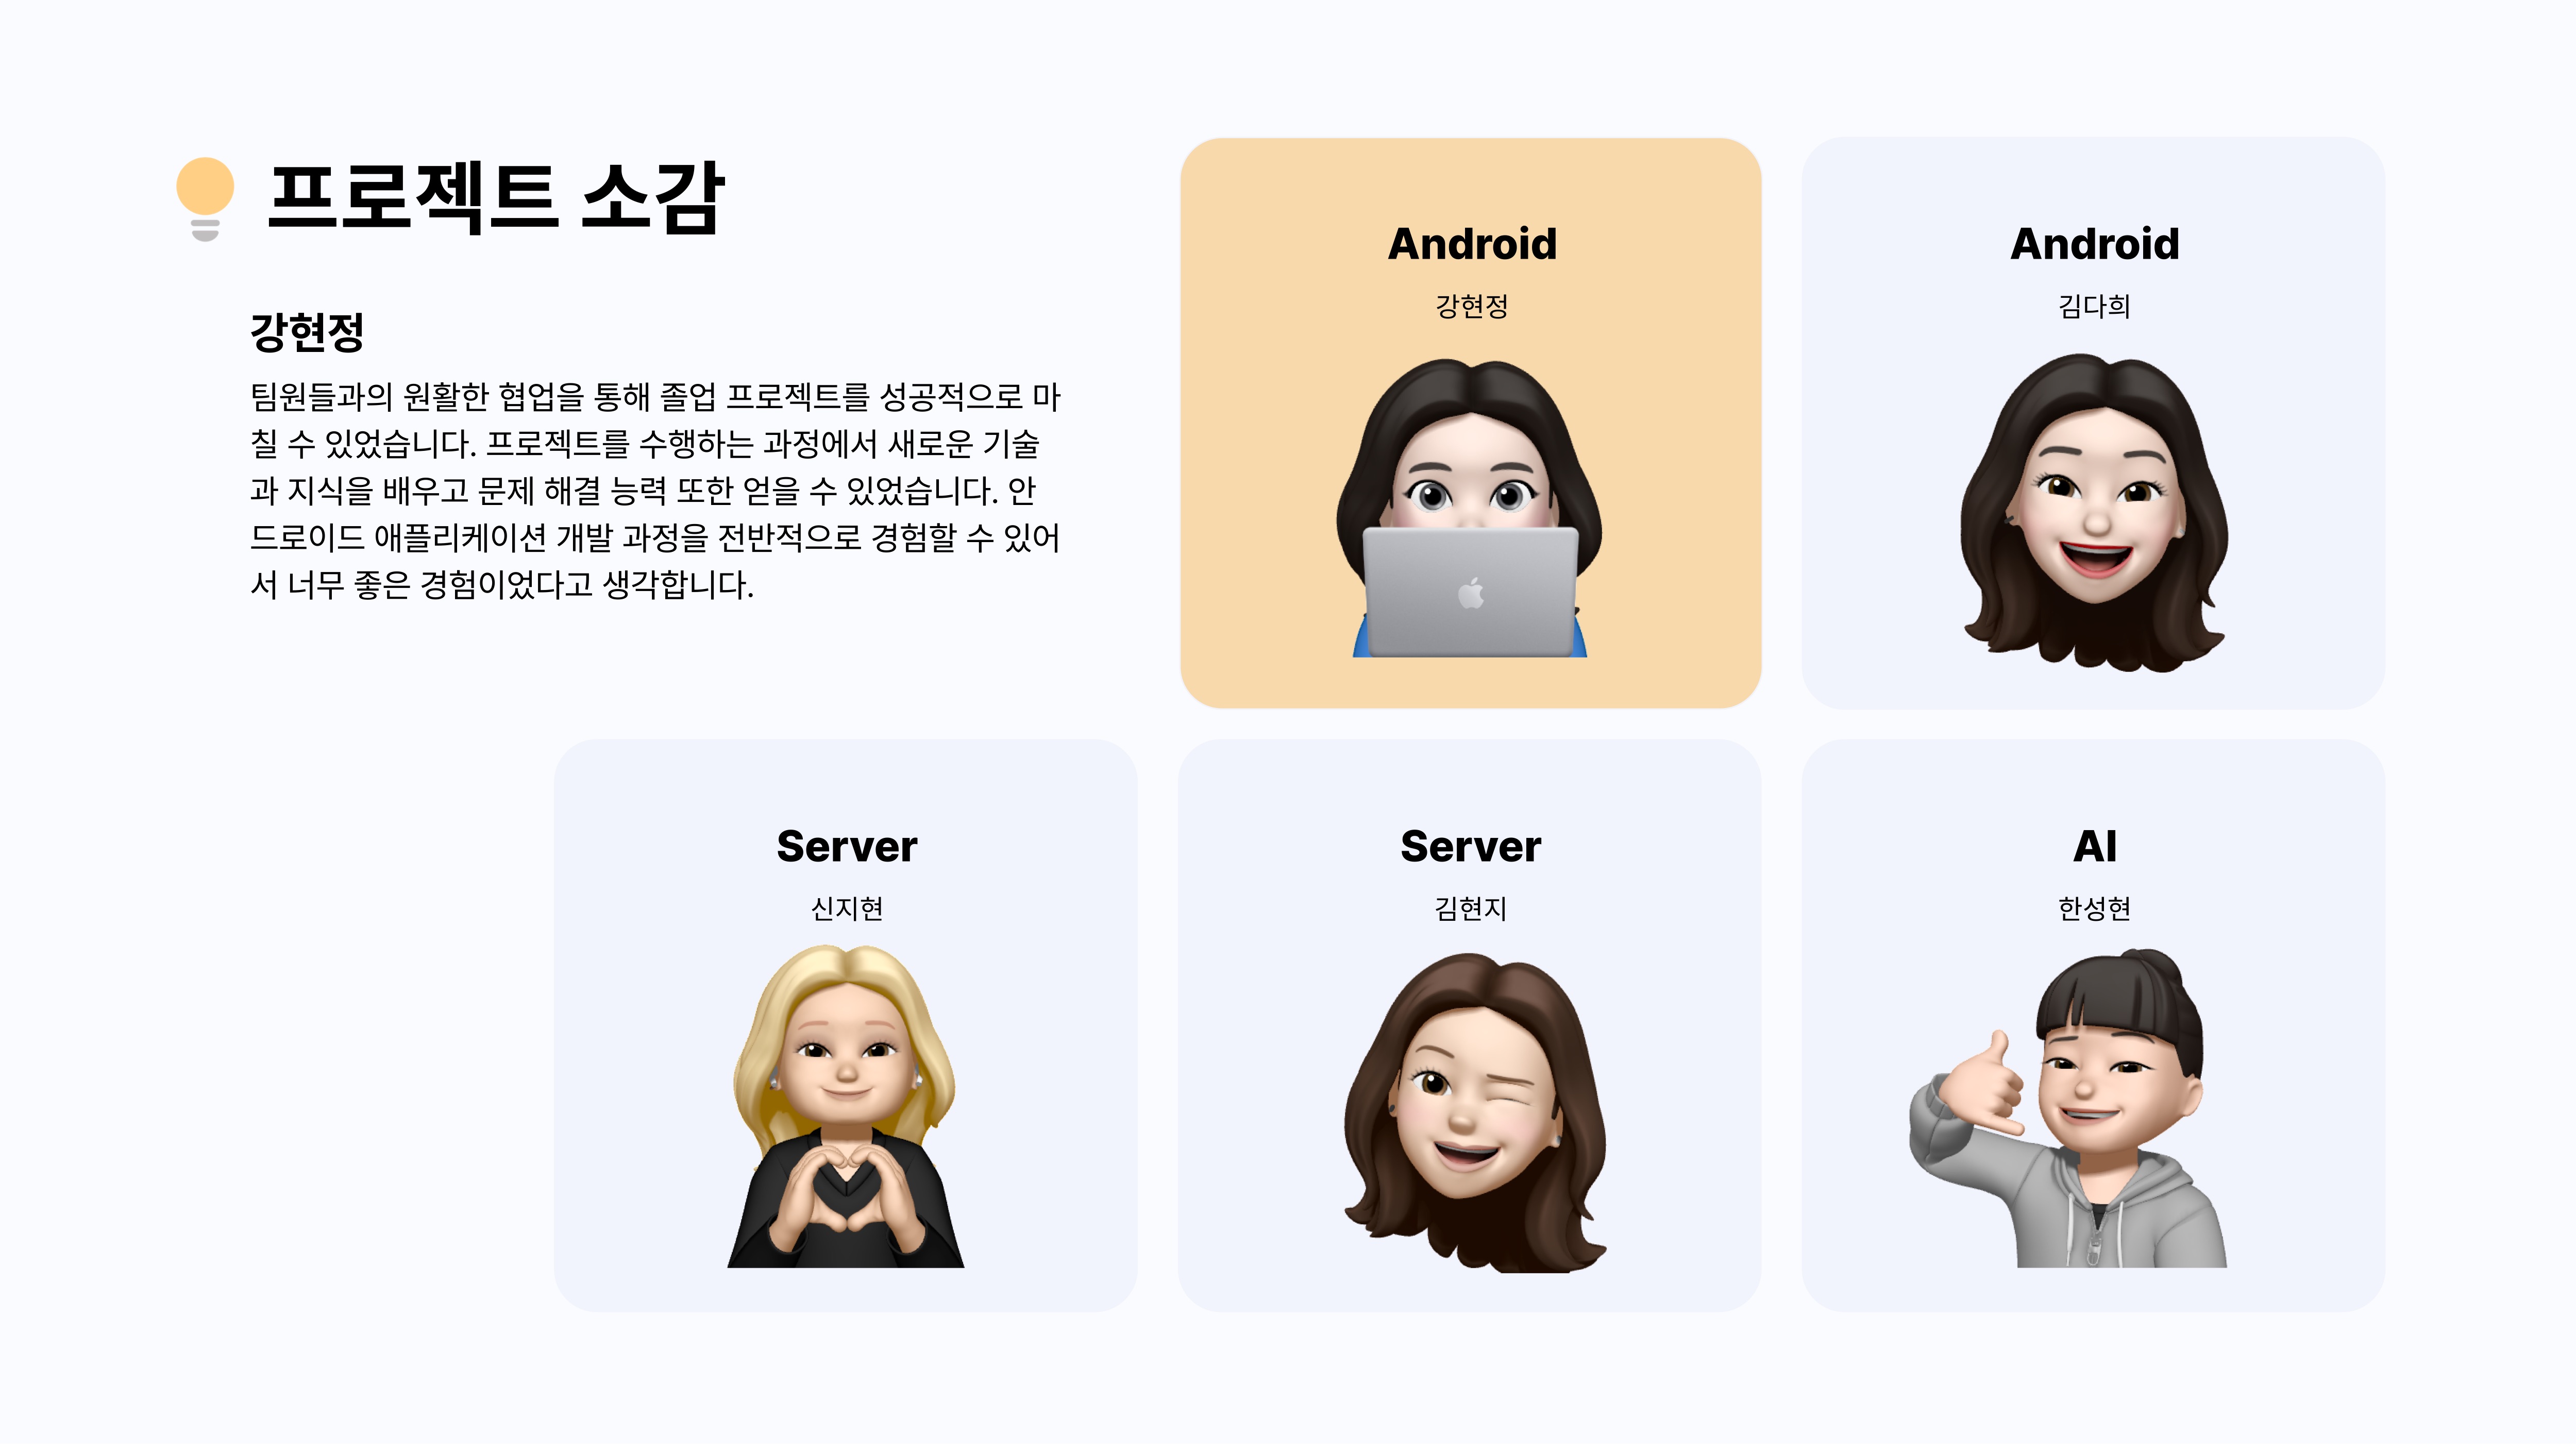 프로젝트 소감
강현정
팀원들과의 원활한 협업을 통해 졸업 프로젝트를 성공적으로 마
칠 수 있었습니다. 프로젝트를 수행하는 과정에서 새로운 기술
과 지식을 배우고 문제 해결 능력 또한 얻을 수 있었습니다. 안
드로이드 애플리케이션 개발 과정을 전반적으로 경험할 수 있어
서 너무 좋은 경험이었다고 생각합니다.
Android
강현정
Android
김다희
Server
신지현
Server
김현지
AI
한성현